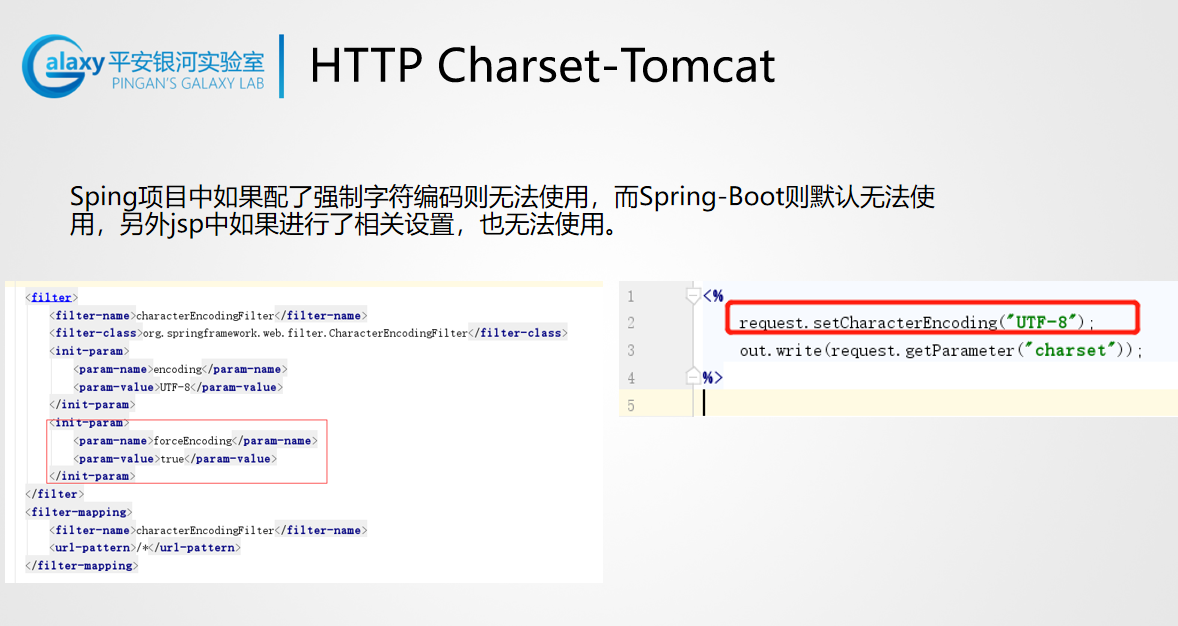 Galaxy 平安银河实验室
PINGAN'S GALAXY LAB
HTTP Charset-Tomcat
Sping项目中如果配了强制字符编码则无法使用，而Spring-Boot则默认无法使
用，另外jsp中如果进行了相关设置，也无法使用。
<filter>
<filter-name>characterEncodingFilter</filter-name>
<filter-class>org.springframework.web.filter.CharacterEncodingFilter</filter-class>
<init-param>
<param-name>encoding</param-name>
<param-value>UTF-8</param-value>
</init-param>
<init-param>
<param-name>forceEncoding</param-name>
<param-value>true</param-value>
</init-param>
</filter>
<filter-mapping>
<filter-name>characterEncodingFilter</filter-name>
<url-pattern>/*</url-pattern>
</filter-mapping>
1 <%
2 request.setCharacterEncoding("UTF-8");
3 out.write(request.getParameter("charset"));
4 %>
5